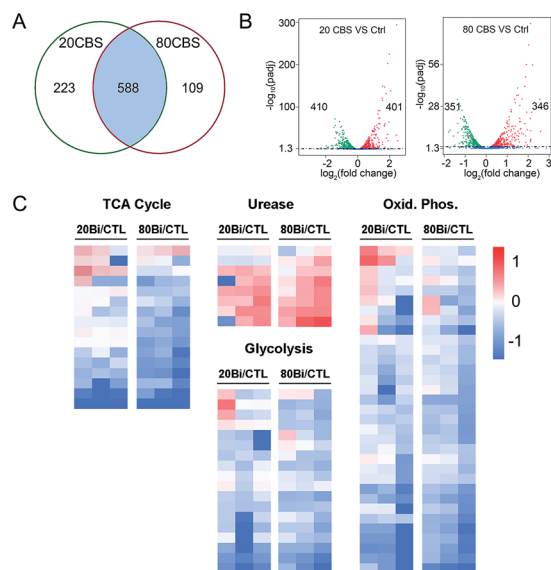 A
20CBS
80CBS
223
588
109
B
20 CBS VS Ctrl
300
200
100
1.3
-log10(padj)
410
401
-2
-1
0
1
2
log2(fold change)
80 CBS VS Ctrl
56
28
1.3
-log10(padj)
351
346
-2
-1
0
1
2
3
log2(fold change)
C
TCA Cycle
20Bi/CTL
80Bi/CTL
Urease
20Bi/CTL
80Bi/CTL
Oxid. Phos.
20Bi/CTL
80Bi/CTL
1
0
-1
Glycolysis
20Bi/CTL
80Bi/CTL